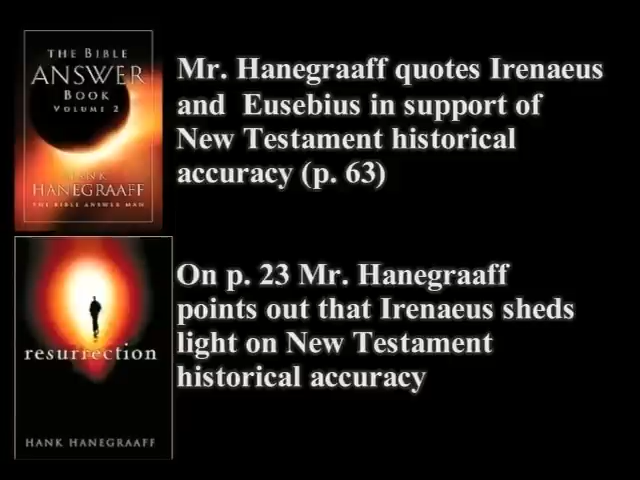 THE BIBLE
ANSWER
BOOK
VOLUME 2
HANK
HANEGRAAFF
THE BIBLE ANSWER MAN
Mr. Hanegraaff quotes Irenaeus
and Eusebius in support of
New Testament historical
accuracy (p. 63)
resurrection
HANK HANEGRAAFF
On p. 23 Mr. Hanegraaff
points out that Irenaeus sheds
light on New Testament
historical accuracy